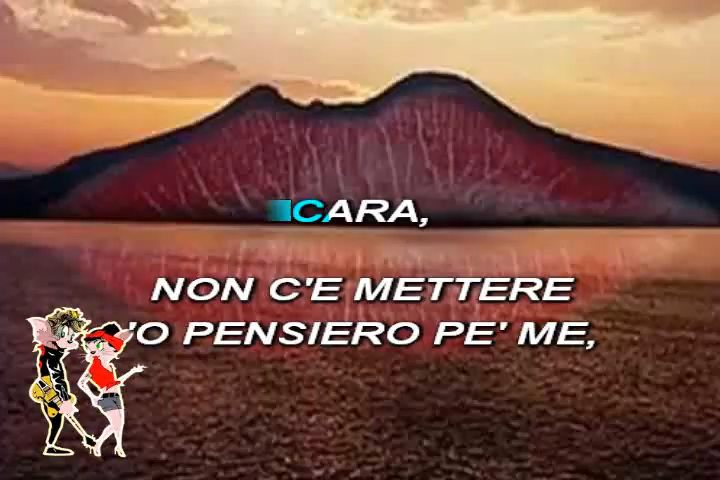 CARA,
NON C'E METTERE
'O PENSIERO PE' ME,